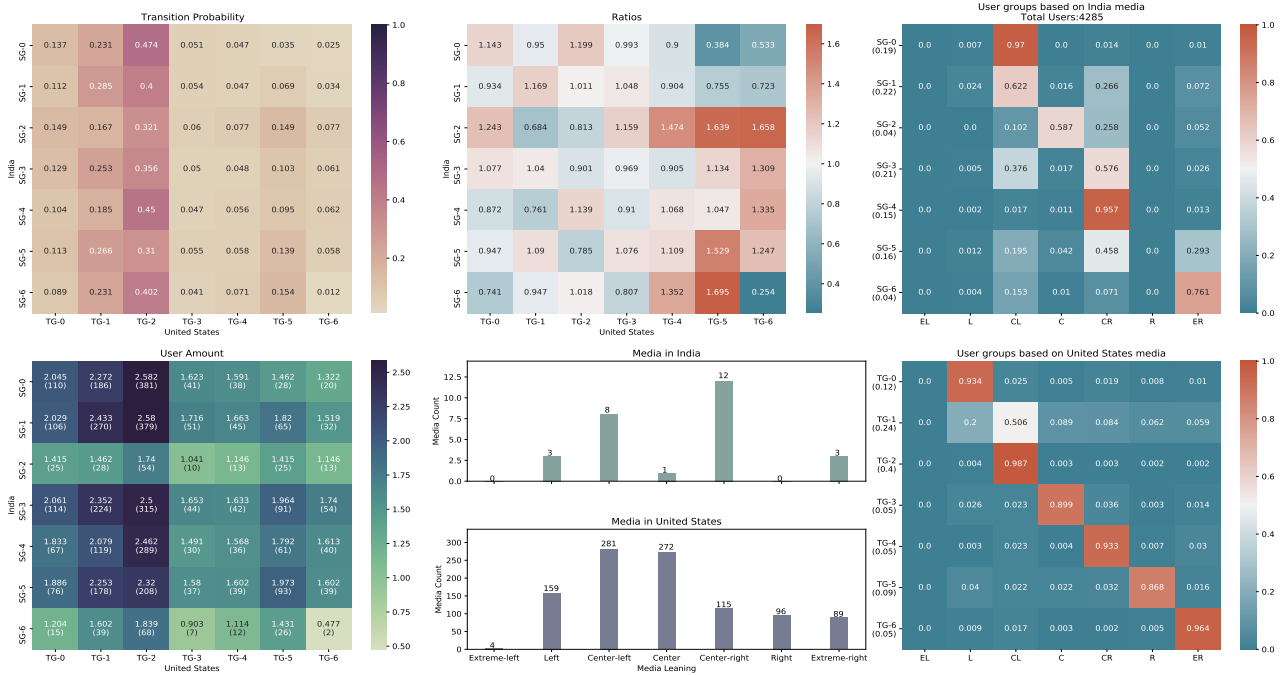 Transition Probability
SG-0 0.137 0.231 0.474 0.051 0.047 0.035 0.025
SG-1 0.112 0.285 0.4 0.054 0.047 0.069 0.034
SG-2 0.149 0.167 0.321 0.06 0.077 0.149 0.077
SG-3 0.129 0.253 0.356 0.05 0.048 0.103 0.061
SG-4 0.104 0.185 0.45 0.047 0.056 0.095 0.062
SG-5 0.113 0.266 0.31 0.055 0.058 0.139 0.058
SG-6 0.089 0.231 0.402 0.041 0.071 0.154 0.012
India
TG-0 TG-1 TG-2 TG-3 TG-4 TG-5 TG-6
United States
1.0
0.8
0.6
0.4
0.2
Ratios
SG-0 1.143 0.95 1.199 0.993 0.9 0.384 0.533
SG-1 0.934 1.169 1.011 1.048 0.904 0.755 0.723
SG-2 1.243 0.684 0.813 1.159 1.474 1.639 1.658
SG-3 1.077 1.04 0.901 0.969 0.905 1.134 1.309
SG-4 0.872 0.761 1.139 0.91 1.068 1.047 1.335
SG-5 0.947 1.09 0.785 1.076 1.109 1.529 1.247
SG-6 0.741 0.947 1.018 0.807 1.352 1.695 0.254
India
TG-0 TG-1 TG-2 TG-3 TG-4 TG-5 TG-6
United States
1.6
1.4
1.2
1.0
0.8
0.6
0.4
User groups based on India media
Total Users:4285
SG-0 0.0 0.007 0.97 0.0 0.014 0.0 0.01
(0.19)
SG-1 0.0 0.024 0.622 0.016 0.266 0.0 0.072
(0.22)
SG-2 0.0 0.0 0.102 0.587 0.258 0.0 0.052
(0.04)
SG-3 0.0 0.0 0.376 0.0 0.576 0.0 0.026
(0.21)
SG-4 0.0 0.002 0.017 0.011 0.957 0.0 0.013
(0.15)
SG-5 0.0 0.012 0.195 0.042 0.458 0.0 0.293
(0.16)
SG-6 0.0 0.004 0.153 0.01 0.071 0.0 0.761
(0.04)
EL L CL C CR R ER
1.0
0.8
0.6
0.4
0.2
0.0
User Amount
SG-0 2.045 2.272 2.582 1.623 1.591 1.462 1.322
(110) (186) (381) (41) (38) (28) (20)
SG-1 2.029 2.433 2.58 1.716 1.663 1.82 1.519
(106) (270) (379) (51) (45) (65) (32)
SG-2 1.415 1.462 1.74 1.041 1.146 1.415 1.146
(25) (28) (54) (10) (13) (25) (13)
SG-3 2.061 2.352 2.5 1.653 1.633 1.964 1.74
(114) (224) (315) (44) (42) (91) (54)
SG-4 1.833 2.079 2.462 1.491 1.568 1.792 1.613
(67) (119) (289) (30) (36) (61) (40)
SG-5 1.886 2.253 2.32 1.58 1.602 1.973 1.602
(76) (178) (208) (37) (39) (93) (39)
SG-6 1.204 1.602 1.839 0.903 1.114 1.431 0.477
(15) (39) (68) (7) (12) (26) (2)
India
TG-0 TG-1 TG-2 TG-3 TG-4 TG-5 TG-6
United States
2.50
2.25
2.00
1.75
1.50
1.25
1.00
0.75
0.50
Media in India
Media Count
12.5
10.0
7.5
5.0
2.5
0.0
0 3 8 1 12 0 3
Media in United States
Media Count
300
250
200
150
100
50
0
4 159 281 272 115 96 89
Extreme-left Left Center-left Center Center-right Right Extreme-right
Media Leaning
User groups based on United States media
TG-0 0.0 0.934 0.025 0.005 0.019 0.008 0.01
(0.12)
TG-1 0.0 0.2 0.506 0.089 0.084 0.062 0.059
(0.24)
TG-2 0.0 0.004 0.987 0.003 0.003 0.002 0.002
(0.4)
TG-3 0.0 0.026 0.023 0.899 0.036 0.003 0.014
(0.05)
TG-4 0.0 0.003 0.023 0.004 0.933 0.007 0.03
(0.05)
TG-5 0.0 0.04 0.022 0.022 0.032 0.868 0.016
(0.09)
TG-6 0.0 0.009 0.017 0.003 0.002 0.005 0.964
(0.05)
EL L CL C CR R ER
1.0
0.8
0.6
0.4
0.2
0.0